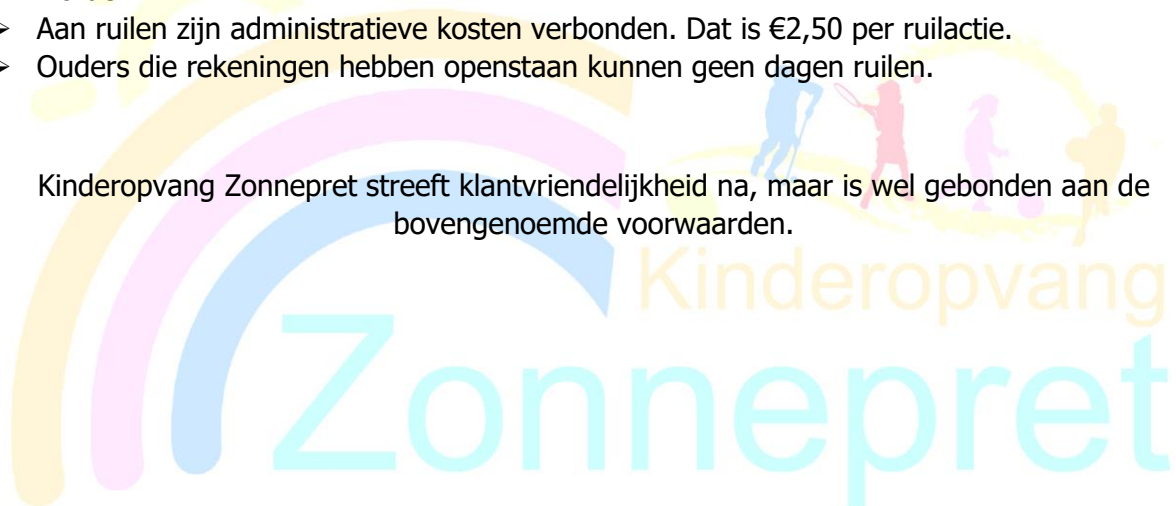 ➢ Aan ruilen zijn administratieve kosten verbonden. Dat is €2,50 per ruilactie.
➢ Ouders die rekeningen hebben openstaan kunnen geen dagen ruilen.
Kinderopvang Zonnepret streeft klantvriendelijkheid na, maar is wel gebonden aan de
bovengenoemde voorwaarden.
Kinderopvang
Zonnepret